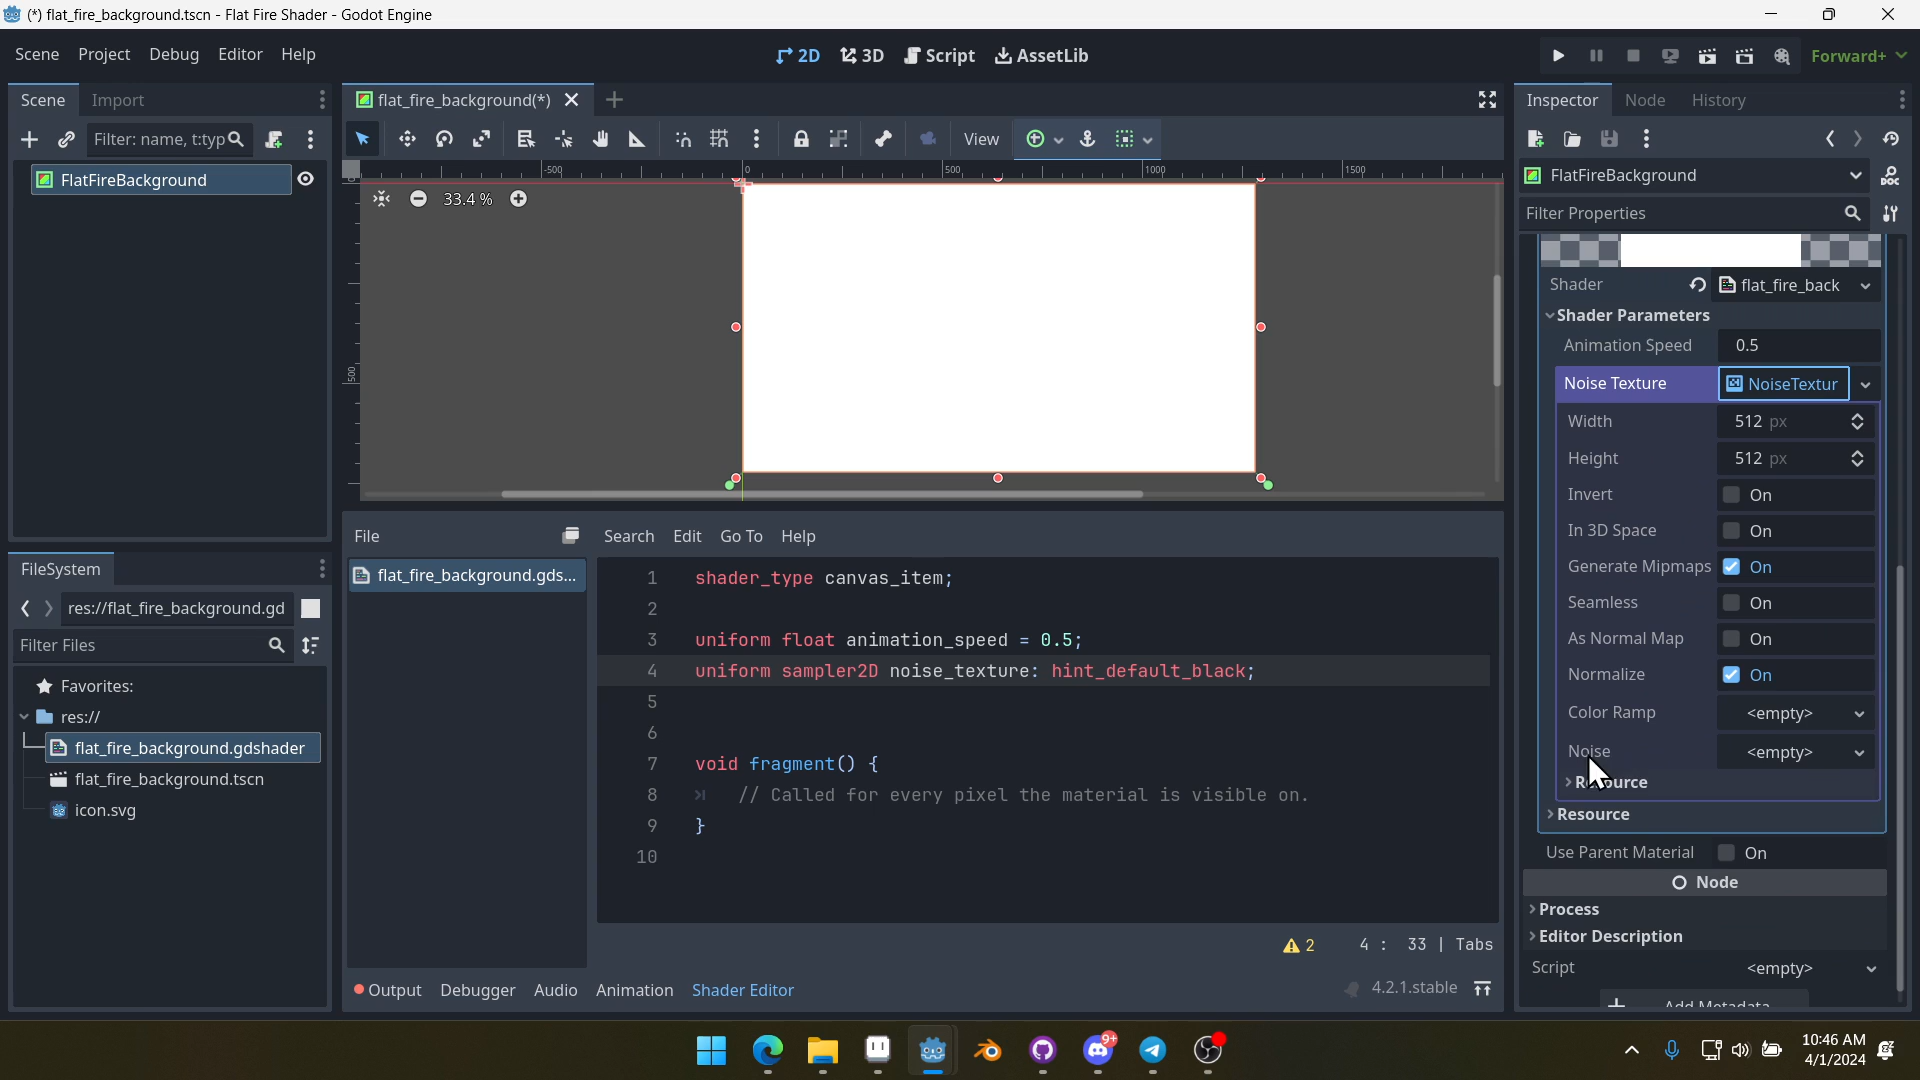 (*) flat_fire_background.tscn - Flat Fire Shader - Godot Engine
Scene Project Debug Editor Help
2D 3D Script AssetLib
Forward+
Scene Import
Filter: name, t:typ
FlatFireBackground
FileSystem
res://flat_fire_background.gd
Filter Files
Favorites:
res://
flat_fire_background.gdshader
flat_fire_background.tscn
icon.svg
flat_fire_background(*)
View
-500 0 500 1000 1500
33.4 %
500
File
flat_fire_background.gds...
Search Edit Go To Help
1 shader_type canvas_item;
2
3 uniform float animation_speed = 0.5;
4 uniform sampler2D noise_texture: hint_default_black;
5
6
7 void fragment() {
8 // Called for every pixel the material is visible on.
9 }
10
2 4 : 33 | Tabs
Output Debugger Audio Animation Shader Editor
4.2.1.stable
Inspector Node History
FlatFireBackground
Filter Properties
Shader flat_fire_back
Shader Parameters
Animation Speed 0.5
Noise Texture NoiseTextur
Width 512 px
Height 512 px
Invert On
In 3D Space On
Generate Mipmaps On
Seamless On
As Normal Map On
Normalize On
Color Ramp <empty>
Noise <empty>
Resource
Use Parent Material On
Node
Process
Editor Description
Script <empty>
9+
10:46 AM
4/1/2024